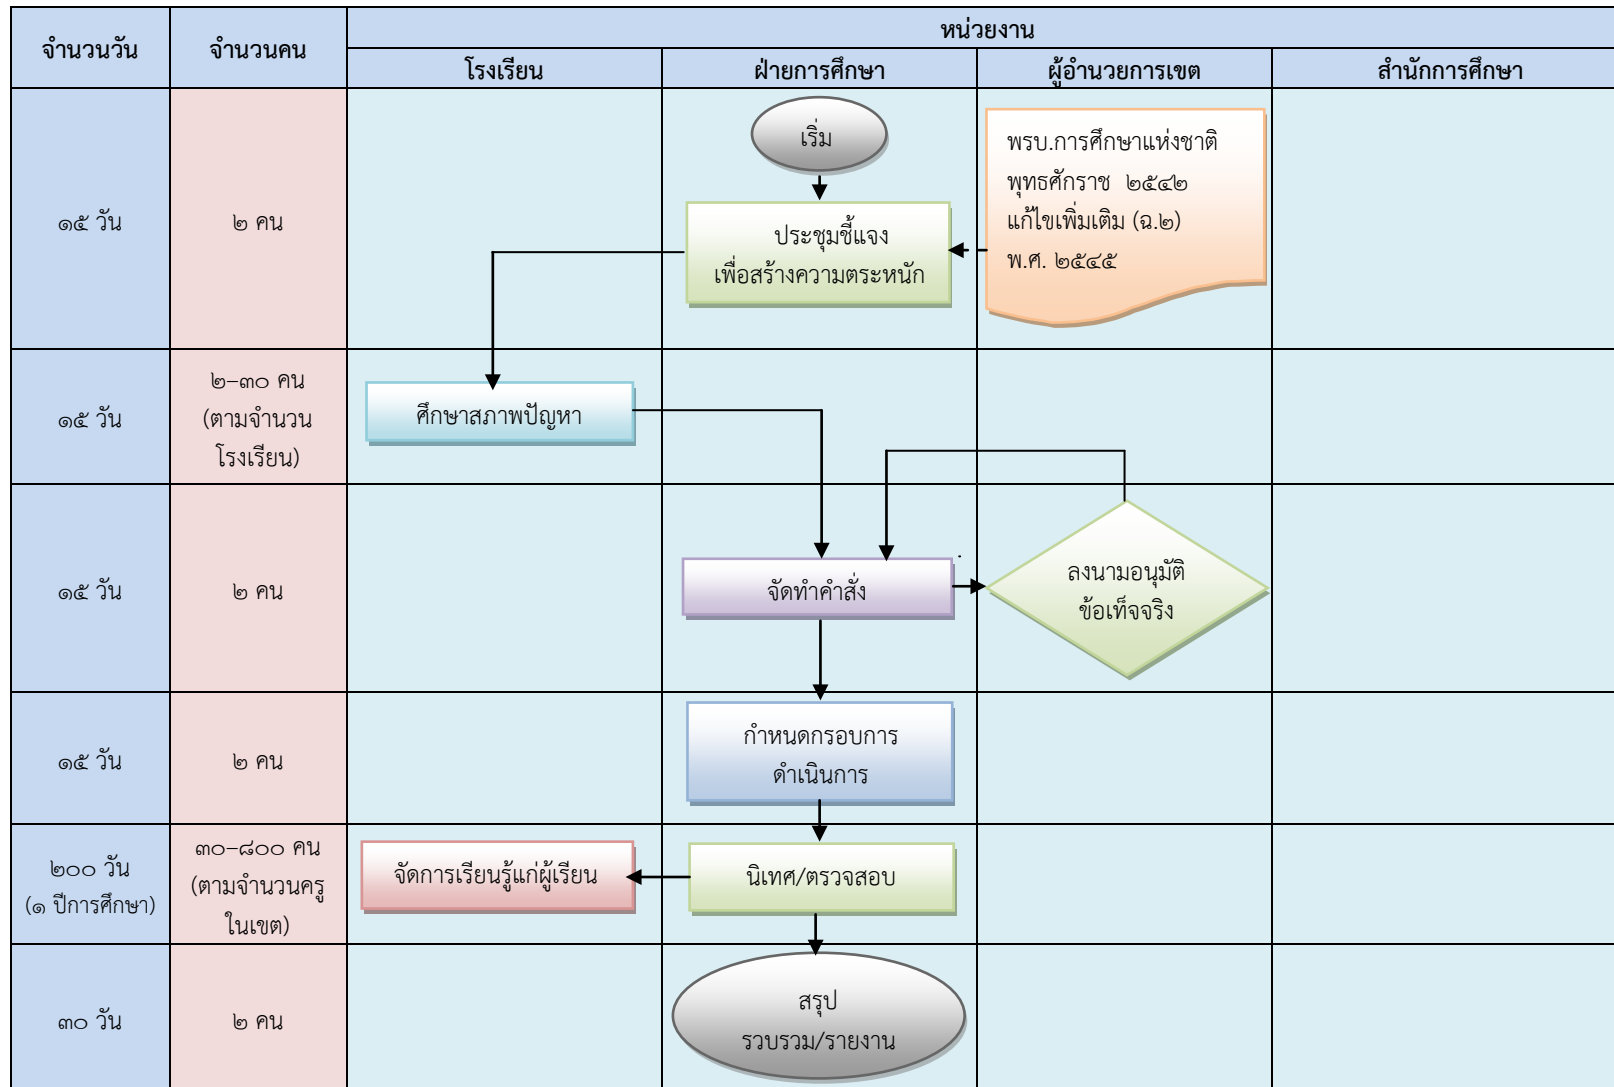 จำนวนวัน
จำนวนคน
หน่วยงาน
โรงเรียน
ฝ่ายการศึกษา
ผู้อำนวยการเขต
สำนักการศึกษา
๑๕ วัน
๒ คน
เริ่ม
ประชุมชี้แจง
เพื่อสร้างความตระหนัก
พรบ.การศึกษาแห่งชาติ
พุทธศักราช ๒๕๔๒
แก้ไขเพิ่มเติม (ฉ.๒)
พ.ศ. ๒๕๔๕
๑๕ วัน
๒–๓๐ คน
(ตามจำนวน
โรงเรียน)
ศึกษาสภาพปัญหา
๑๕ วัน
๒ คน
จัดทำคำสั่ง
ลงนามอนุมัติ
ข้อเท็จจริง
๑๕ วัน
๒ คน
กำหนดกรอบการ
ดำเนินการ
๒๐๐ วัน
(๑ ปีการศึกษา)
๓๐–๘๐๐ คน
(ตามจำนวนครู
ในเขต)
จัดการเรียนรู้แก่ผู้เรียน
นิเทศ/ตรวจสอบ
๓๐ วัน
๒ คน
สรุป
รวบรวม/รายงาน